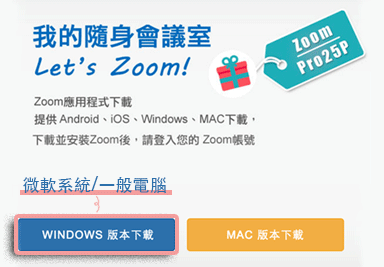 我的隨身會議室
Let's Zoom!
Zoom
Pro25P
Zoom應用程式下載
提供 Android、iOS、Windows、MAC下載，
下載並安裝Zoom後，請登入您的 Zoom帳號
微軟系統/一般電腦
WINDOWS 版本下載
MAC 版本下載